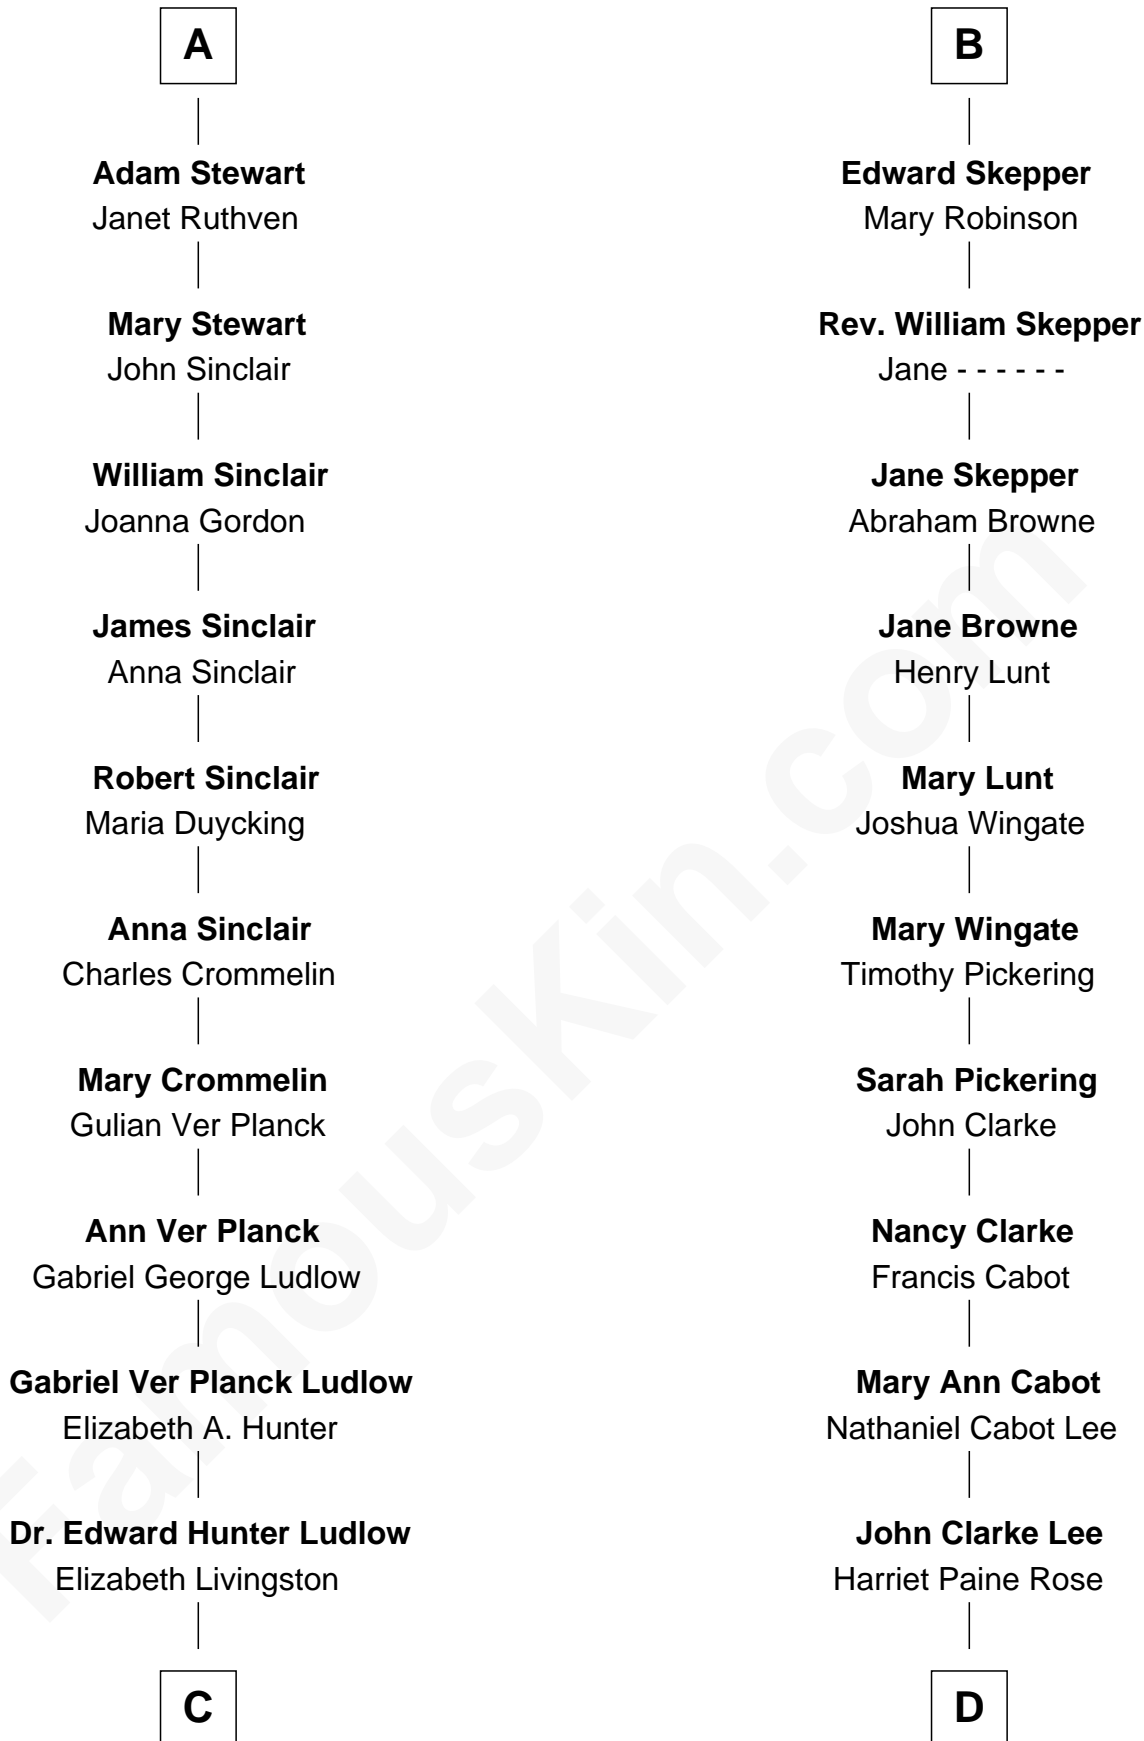 A
Adam Stewart
Janet Ruthven
Mary Stewart
John Sinclair
William Sinclair
Joanna Gordon
James Sinclair
Anna Sinclair
Robert Sinclair
Maria Duycking
Anna Sinclair
Charles Crommelin
Mary Crommelin
Gulian Ver Planck
Ann Ver Planck
Gabriel George Ludlow
Gabriel Ver Planck Ludlow
Elizabeth A. Hunter
Dr. Edward Hunter Ludlow
Elizabeth Livingston
C
B
Edward Skepper
Mary Robinson
Rev. William Skepper
Jane - - - - - -
Jane Skepper
Abraham Browne
Jane Browne
Henry Lunt
Mary Lunt
Joshua Wingate
Mary Wingate
Timothy Pickering
Sarah Pickering
John Clarke
Nancy Clarke
Francis Cabot
Mary Ann Cabot
Nathaniel Cabot Lee
John Clarke Lee
Harriet Paine Rose
D
FamousKin.com